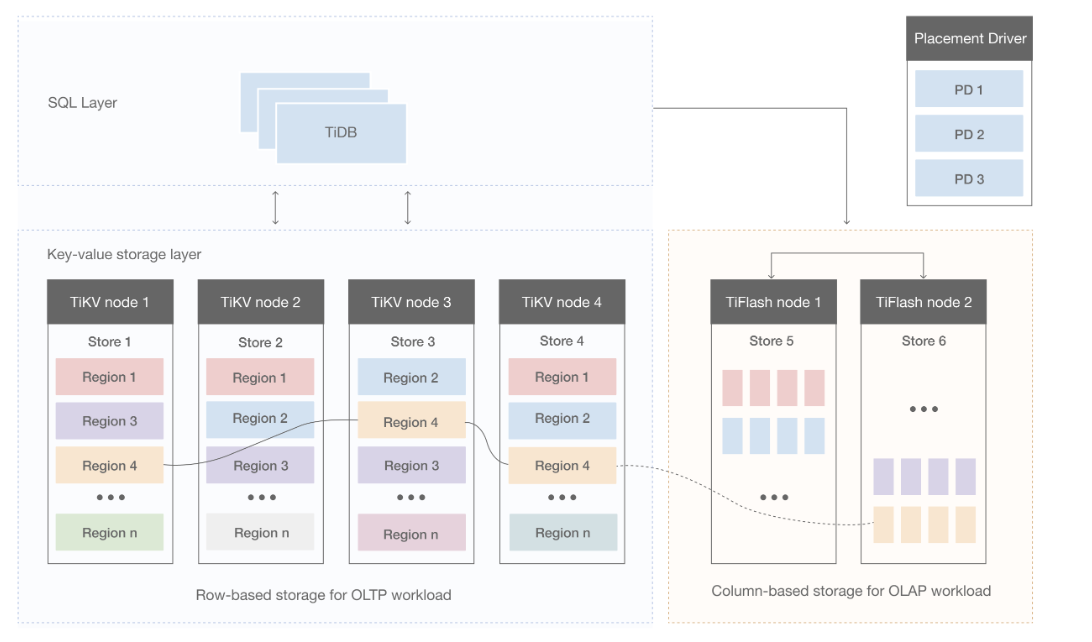 SQL Layer
TiDB
Placement Driver
PD 1
PD 2
PD 3
Key-value storage layer
TiKV node 1
Store 1
Region 1
Region 3
Region 4
Region n
TiKV node 2
Store 2
Region 1
Region 2
Region 3
Region n
TiKV node 3
Store 3
Region 2
Region 4
Region 3
Region n
TiKV node 4
Store 4
Region 1
Region 2
Region 4
Region n
Row-based storage for OLTP workload
TiFlash node 1
Store 5
TiFlash node 2
Store 6
Column-based storage for OLAP workload